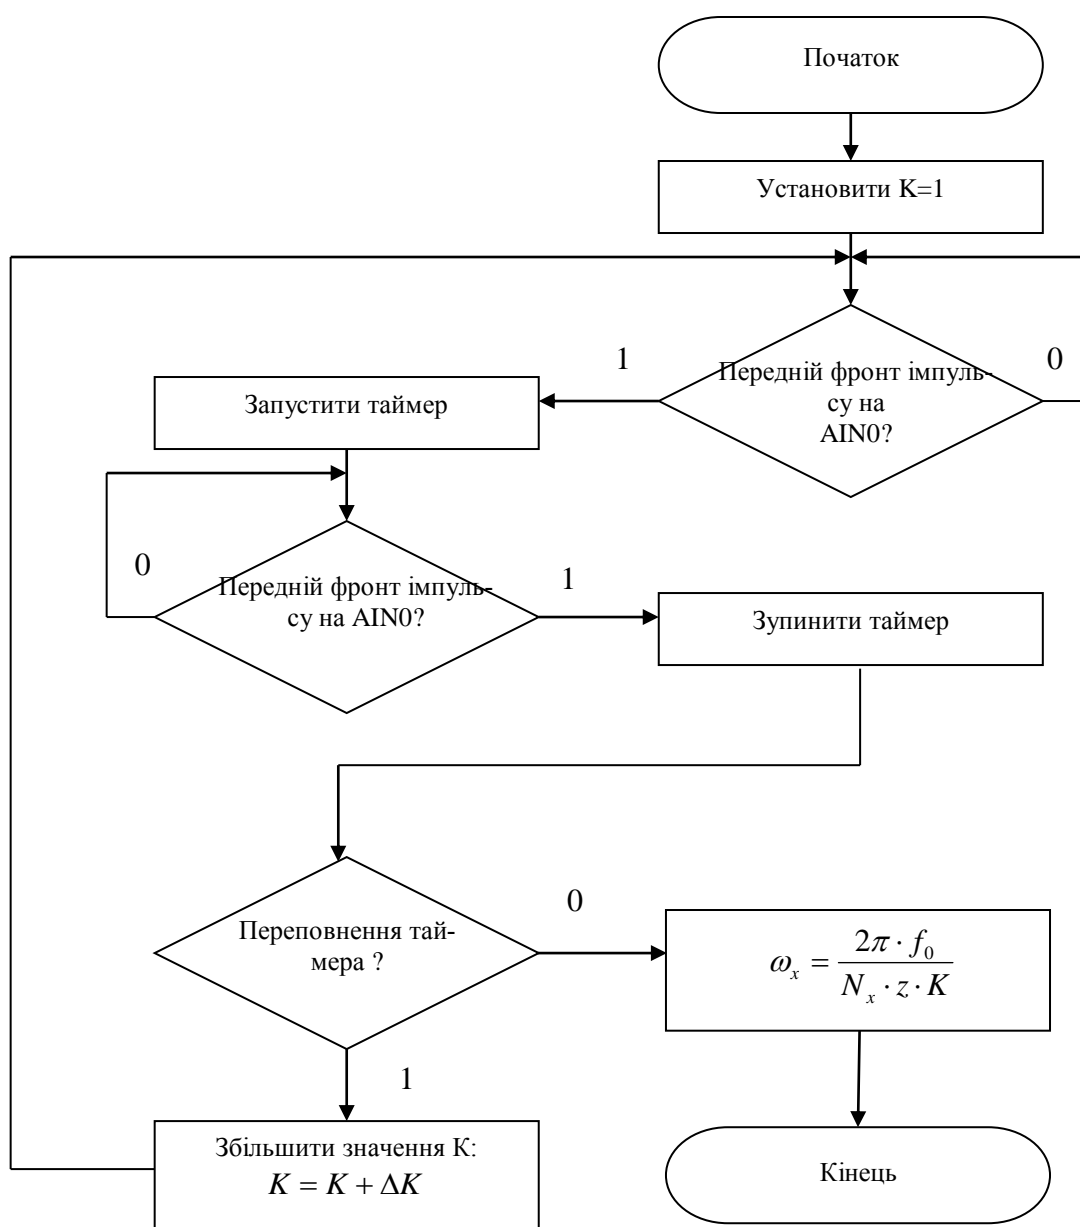 Початок
Установити K=1
1
Передній фронт імпуль-
су на
AIN0?
0
Запустити таймер
0
Передній фронт імпуль-
су на AIN0?
1
Зупинити таймер
Переповнення тай-
мера ?
0
ω_x = \frac{2π · f_0}{N_x · z · K}
1
Збільшити значення К:
K = K + ΔK
Кінець